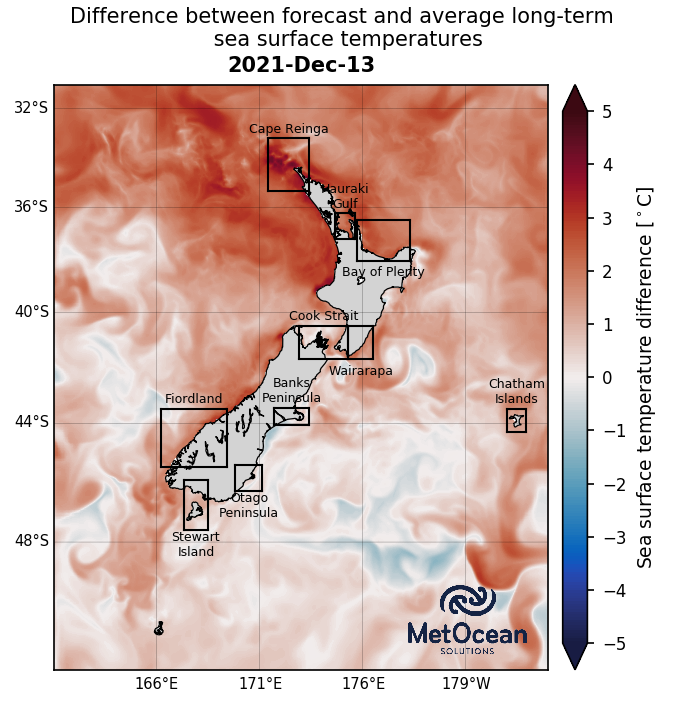 Difference between forecast and average long-term
sea surface temperatures
2021-Dec-13
32°S
36°S
40°S
44°S
48°S
166°E
171°E
176°E
179°W
Cape Reinga
Hauraki
Gulf
Bay of Plenty
Cook Strait
Wairarapa
Banks
Peninsula
Fiordland
Chatham
Islands
Otago
Peninsula
Stewart
Island
MetOcean
SOLUTIONS
5
4
3
2
1
0
−1
−2
−3
−4
−5
Sea surface temperature difference [°C]